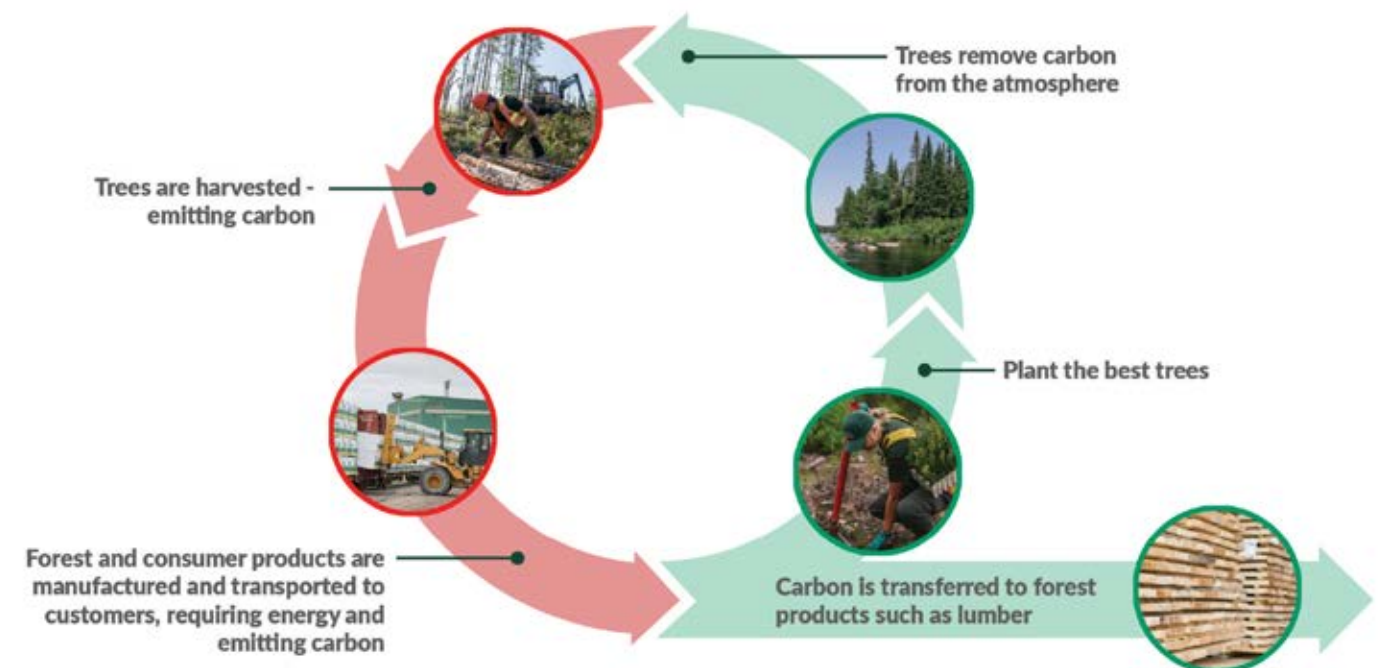 Trees remove carbon
from the atmosphere
Trees are harvested -
emitting carbon
Plant the best trees
Forest and consumer products are
manufactured and transported to
customers, requiring energy and
emitting carbon
Carbon is transferred to forest
products such as lumber